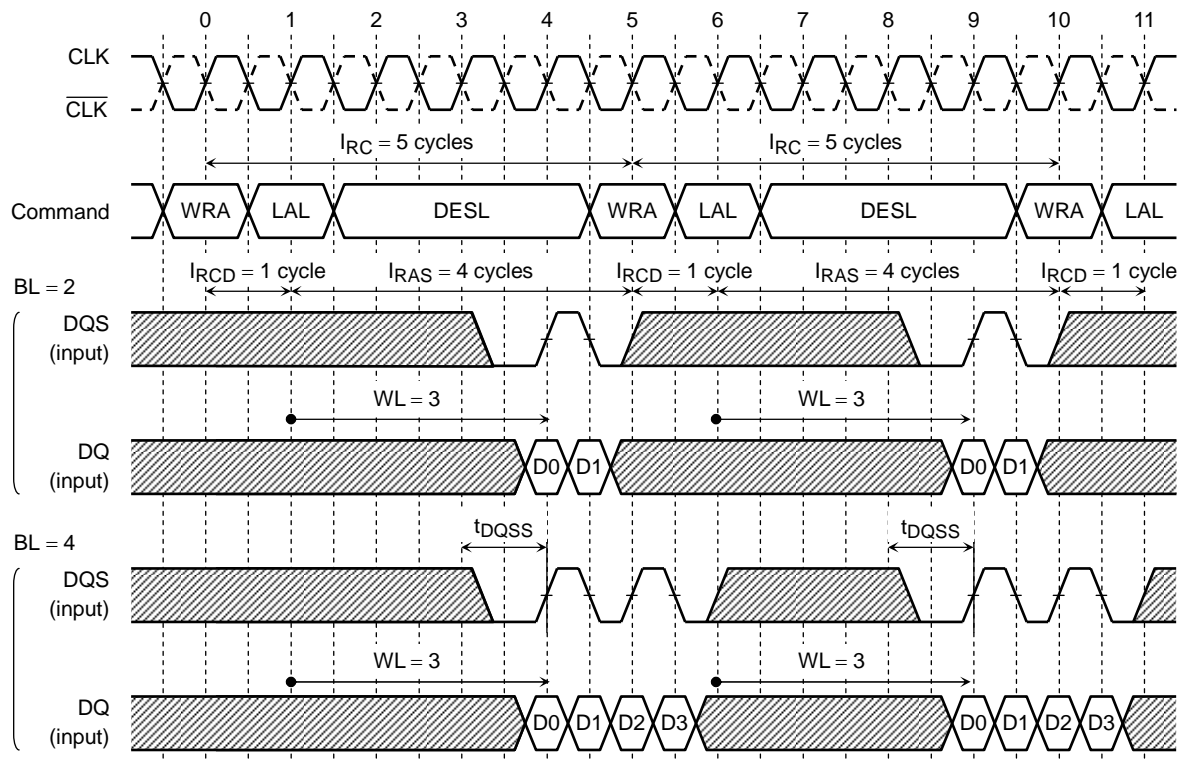 0 1 2 3 4 5 6 7 8 9 10 11
CLK
CLK
IRC = 5 cycles IRC = 5 cycles
Command WRA LAL DESL WRA LAL DESL WRA LAL
IRCD = 1 cycle IRAS = 4 cycles IRCD = 1 cycle IRAS = 4 cycles IRCD = 1 cycle
BL = 2
DQS
(input)
WL = 3 WL = 3
DQ D0 D1 D0 D1
(input)
tDQSS tDQSS
BL = 4
DQS
(input)
WL = 3 WL = 3
DQ D0 D1 D2 D3 D0 D1 D2 D3
(input)